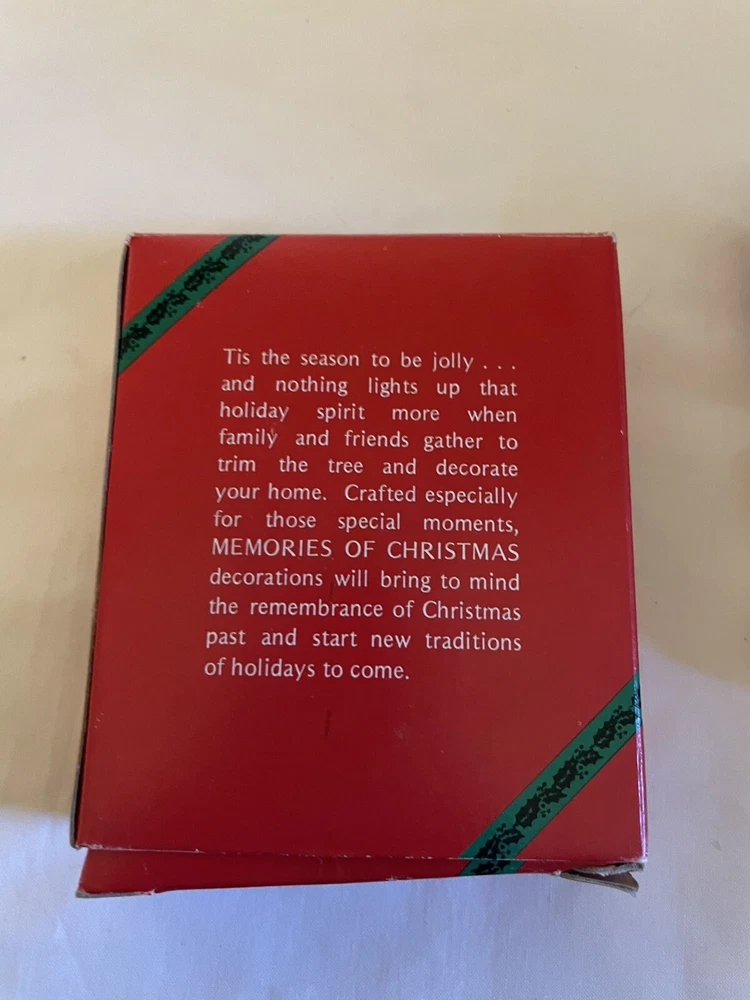 Tis the season to be jolly . . .
and nothing lights up that
holiday spirit more when
family and friends gather to
trim the tree and decorate
your home. Crafted especially
for those special moments,
MEMORIES OF CHRISTMAS
decorations will bring to mind
the remembrance of Christmas
past and start new traditions
of holidays to come.